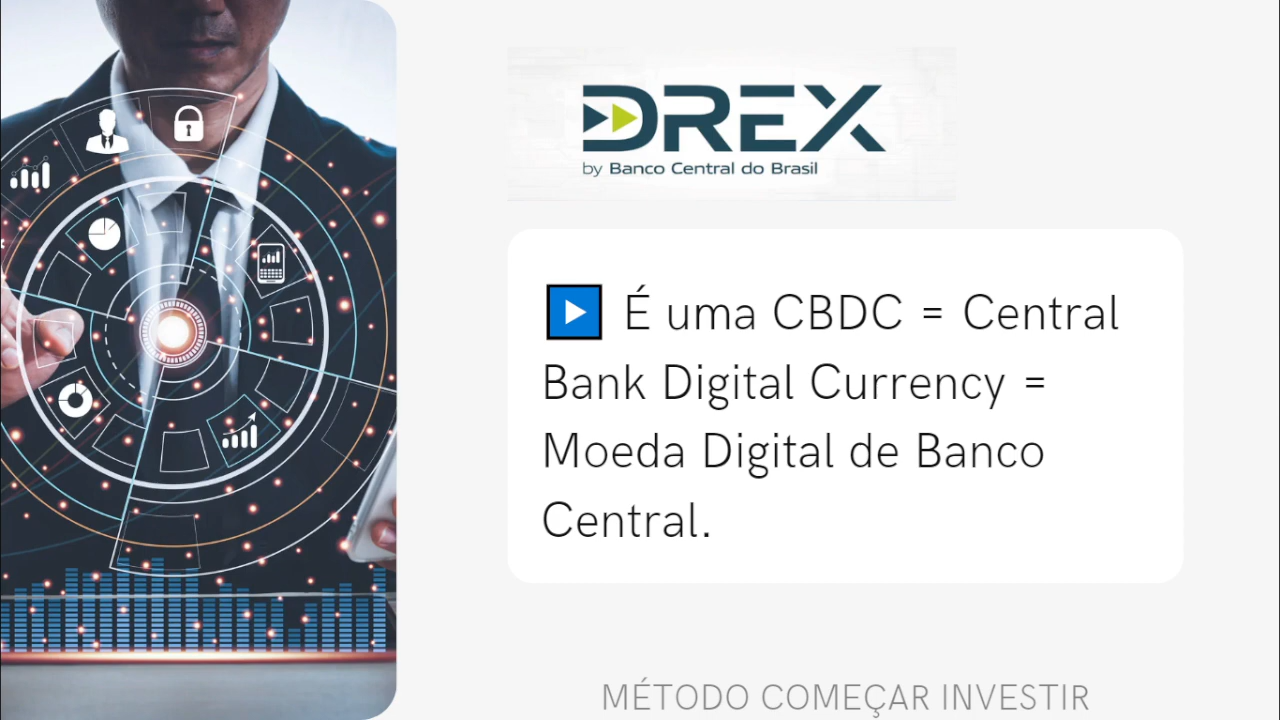 DREX
by Banco Central do Brasil
É uma CBDC = Central
Bank Digital Currency =
Moeda Digital de Banco
Central.
MÉTODO COMEÇAR INVESTIR